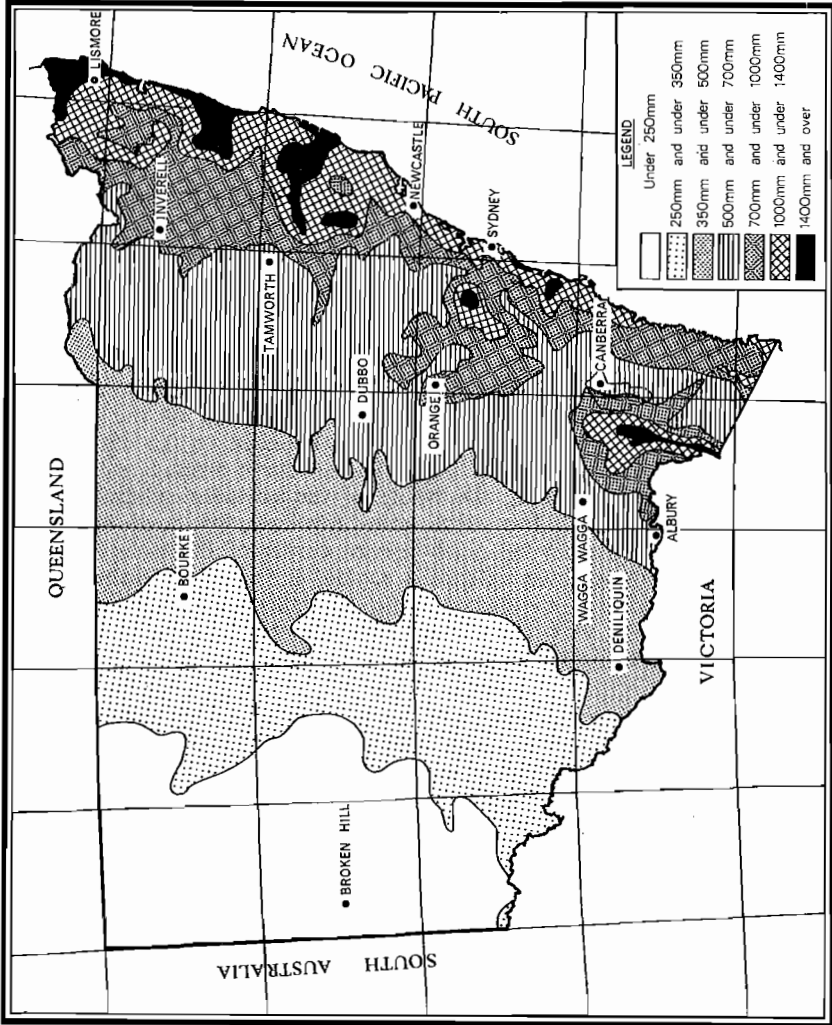 QUEENSLAND
LISMORE
INVERELL
BOURKE
TAMWORTH
SOUTH PACIFIC OCEAN
DUBBO
BROKEN HILL
ORANGE
NEWCASTLE
SYDNEY
SOUTH AUSTRALIA
WAGGA WAGGA
CANBERRA
DENILIQUIN
ALBURY
VICTORIA
LEGEND
Under 250mm
250mm and under 350mm
350mm and under 500mm
500mm and under 700mm
700mm and under 1000mm
1000mm and under 1400mm
1400mm and over